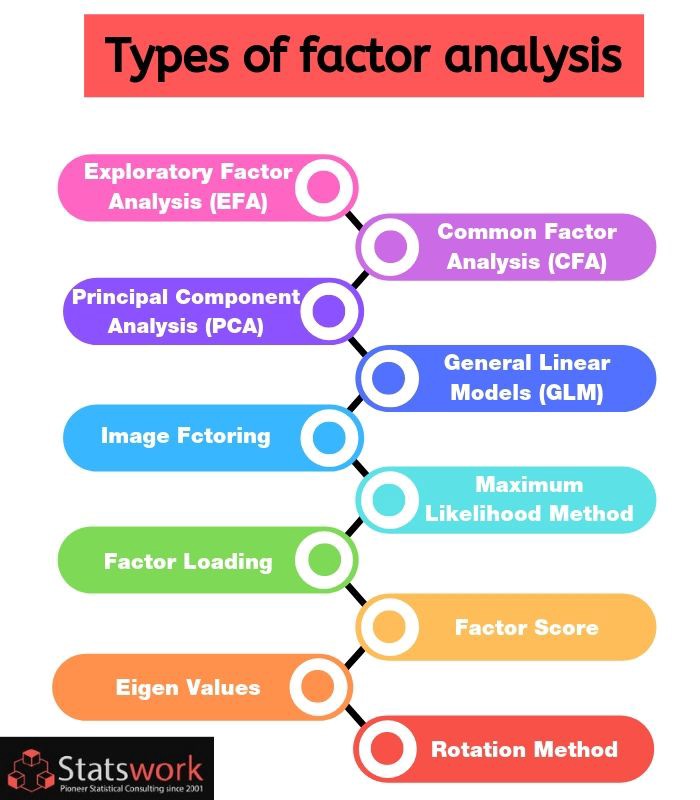 Types of factor analysis
Exploratory Factor
Analysis (EFA)
Common Factor
Analysis (CFA)
Principal Component
Analysis (PCA)
General Linear
Models (GLM)
Image Fctoring
Maximum
Likelihood Method
Factor Loading
Factor Score
Eigen Values
Rotation Method
Statswork
Pioneer Statistical Consulting since 2001